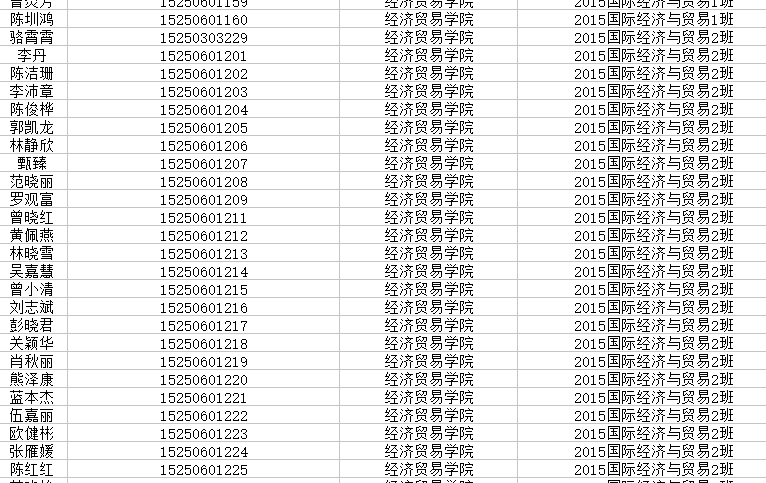 15250601159 经济贸易学院 2015国际经济与贸易1班
陈圳鸿 15250601160 经济贸易学院 2015国际经济与贸易1班
骆霄霄 15250303229 经济贸易学院 2015国际经济与贸易2班
李丹 15250601201 经济贸易学院 2015国际经济与贸易2班
陈洁珊 15250601202 经济贸易学院 2015国际经济与贸易2班
李沛章 15250601203 经济贸易学院 2015国际经济与贸易2班
陈俊桦 15250601204 经济贸易学院 2015国际经济与贸易2班
郭凯龙 15250601205 经济贸易学院 2015国际经济与贸易2班
林静欣 15250601206 经济贸易学院 2015国际经济与贸易2班
甄臻 15250601207 经济贸易学院 2015国际经济与贸易2班
范晓丽 15250601208 经济贸易学院 2015国际经济与贸易2班
罗观富 15250601209 经济贸易学院 2015国际经济与贸易2班
曾晓红 15250601211 经济贸易学院 2015国际经济与贸易2班
黄佩燕 15250601212 经济贸易学院 2015国际经济与贸易2班
林晓雪 15250601213 经济贸易学院 2015国际经济与贸易2班
吴嘉慧 15250601214 经济贸易学院 2015国际经济与贸易2班
曾小清 15250601215 经济贸易学院 2015国际经济与贸易2班
刘志斌 15250601216 经济贸易学院 2015国际经济与贸易2班
彭晓君 15250601217 经济贸易学院 2015国际经济与贸易2班
关颖华 15250601218 经济贸易学院 2015国际经济与贸易2班
肖秋丽 15250601219 经济贸易学院 2015国际经济与贸易2班
熊泽康 15250601220 经济贸易学院 2015国际经济与贸易2班
蓝本杰 15250601221 经济贸易学院 2015国际经济与贸易2班
伍嘉丽 15250601222 经济贸易学院 2015国际经济与贸易2班
欧健彬 15250601223 经济贸易学院 2015国际经济与贸易2班
张雁媛 15250601224 经济贸易学院 2015国际经济与贸易2班
陈红红 15250601225 经济贸易学院 2015国际经济与贸易2班